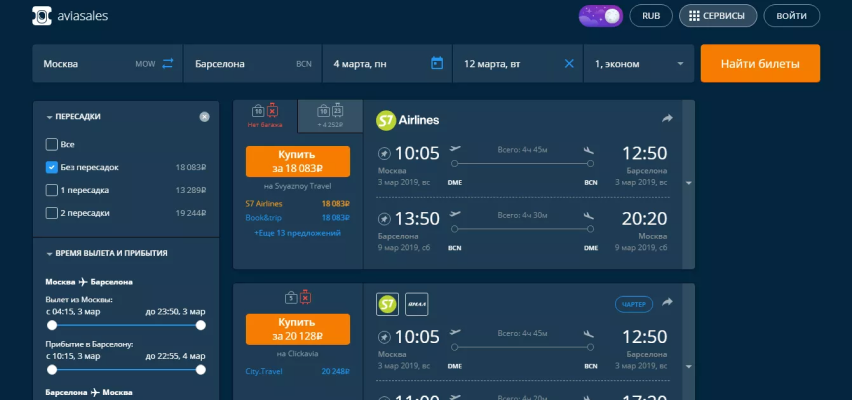 aviasales
RUB
СЕРВИСЫ
ВОЙТИ
Москва MOW
Барселона BCN
4 марта, пн
12 марта, вт
1, эконом
Найти билеты
ПЕРЕСАДКИ
Все
Без пересадок 18 083₽
1 пересадка 13 289₽
2 пересадки 19 244₽
ВРЕМЯ ВЫЛЕТА И ПРИБЫТИЯ
Москва Барселона
Вылет из Москвы:
с 04:15, 3 мар до 23:50, 3 мар
Прибытие в Барселону:
с 10:15, 3 мар до 22:55, 4 мар
Барселона Москва
10
Нет багажа
10 23
+ 4 252₽
Купить
за 18 083₽
на Svyaznoy Travel
S7 Airlines 18 083₽
Book&trip 18 083₽
+Еще 13 предложений
S7 Airlines
10:05 Всего: 4ч 45м 12:50
Москва Барселона
3 мар 2019, вс DME BCN 3 мар 2019, вс
13:50 Всего: 4ч 30м 20:20
Барселона Москва
9 мар 2019, сб BCN DME 9 мар 2019, сб
5
Купить
за 20 128₽
на Clickavia
City.Travel 20 248₽
S7
ЧАРТЕР
10:05 Всего: 4ч 45м 12:50
Москва Барселона
3 мар 2019, вс DME BCN 3 мар 2019, вс
11:00 Всего: 4ч 20м 17:20